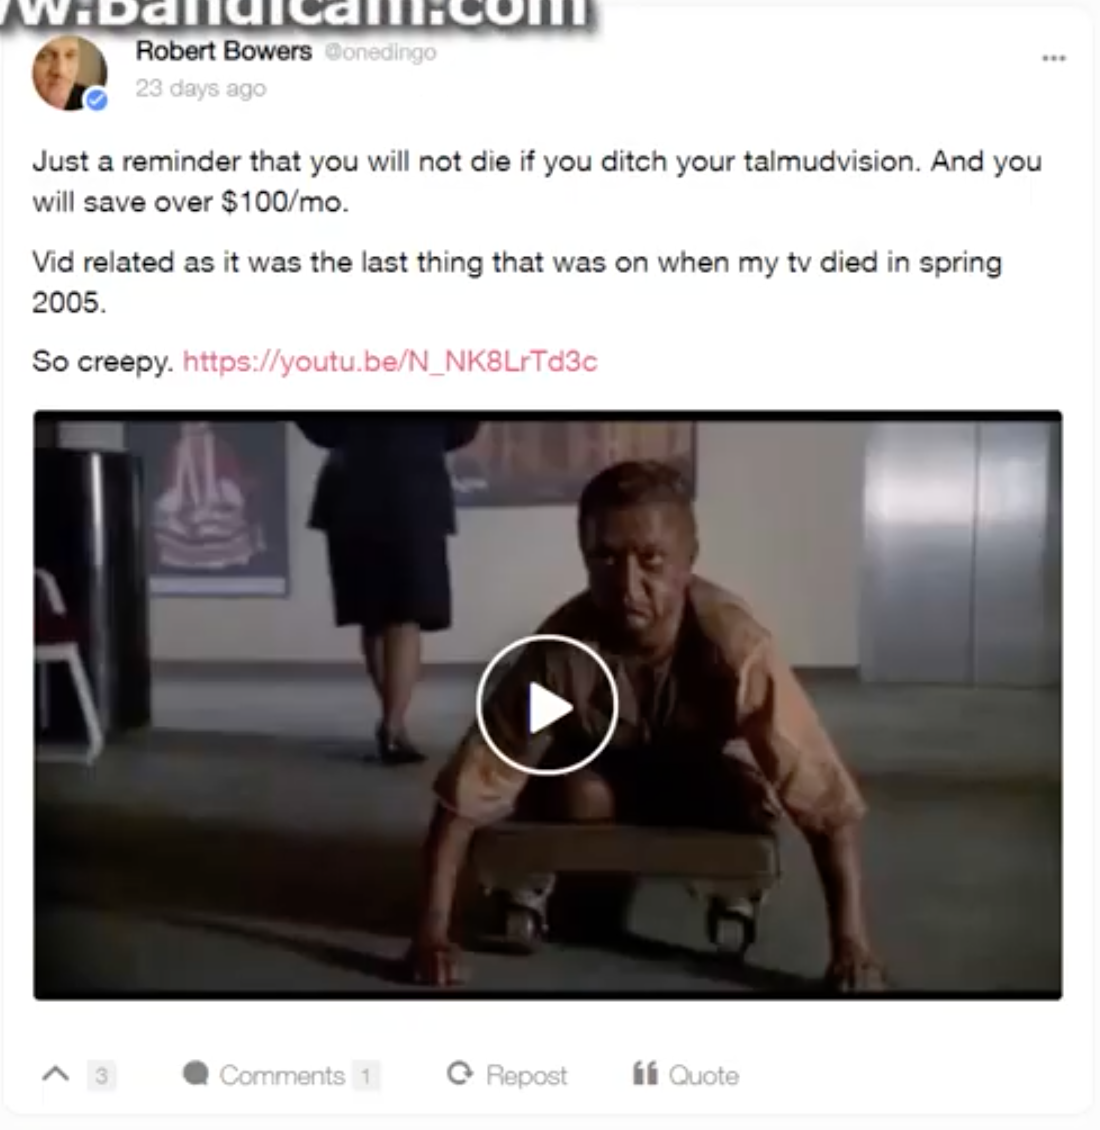 w.Bandicam.com
Robert Bowers @onedingo
23 days ago
Just a reminder that you will not die if you ditch your talmudvision. And you
will save over $100/mo.
Vid related as it was the last thing that was on when my tv died in spring
2005.
So creepy. https://youtu.be/N_NK8LrTd3c
3 Comments 1 Repost Quote